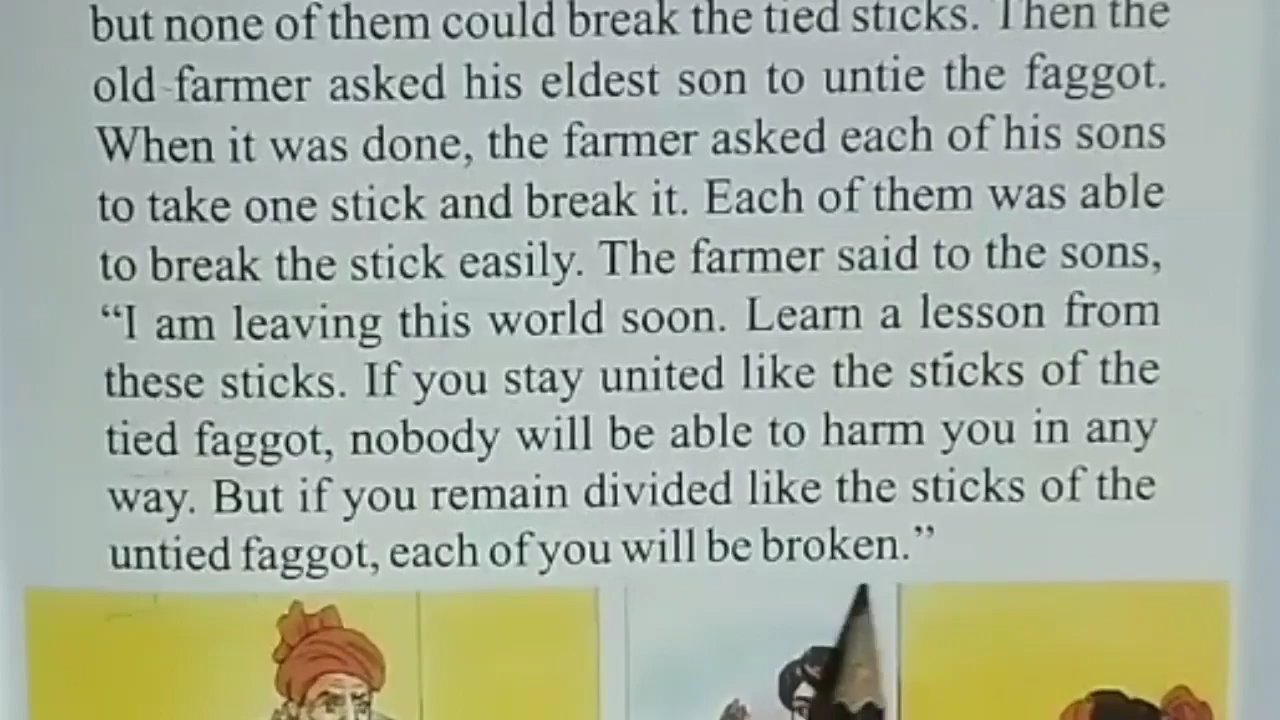 but none of them could break the tied sticks. Then the
old farmer asked his eldest son to untie the faggot.
When it was done, the farmer asked each of his sons
to take one stick and break it. Each of them was able
to break the stick easily. The farmer said to the sons,
“I am leaving this world soon. Learn a lesson from
these sticks. If you stay united like the sticks of the
tied faggot, nobody will be able to harm you in any
way. But if you remain divided like the sticks of the
untied faggot, each of you will be broken.”